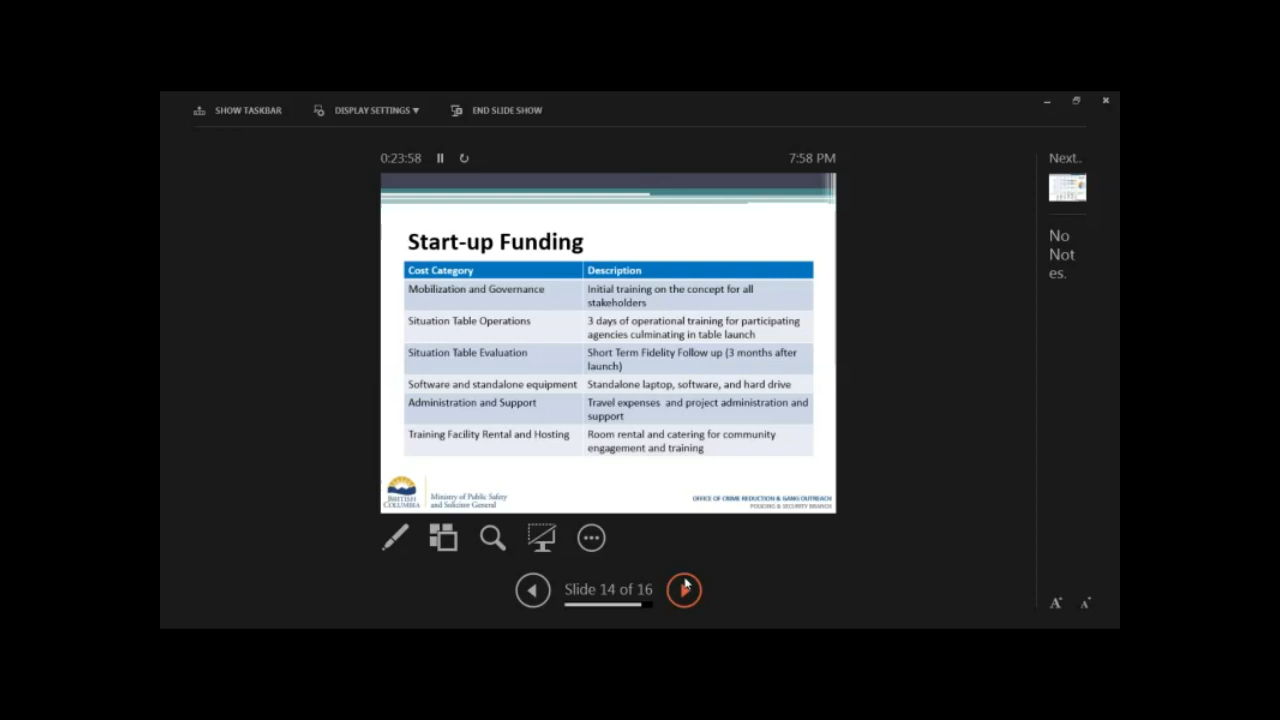 SHOW TASKBAR
DISPLAY SETTINGS ▼
END SLIDE SHOW
0:23:58
7:58 PM
Next..
No
Not
es.
Start-up Funding
Cost Category
Description
Mobilization and Governance
Initial training on the concept for all
stakeholders
Situation Table Operations
3 days of operational training for participating
agencies culminating in table launch
Situation Table Evaluation
Short Term Fidelity Follow up (3 months after
launch)
Software and standalone equipment
Standalone laptop, software, and hard drive
Administration and Support
Travel expenses and project administration and
support
Training Facility Rental and Hosting
Room rental and catering for community
engagement and training
BRITISH
COLUMBIA
Ministry of Public Safety
and Solicitor General
OFFICE OF CRIME REDUCTION & GANG OUTREACH
POLICING & SECURITY BRANCH
Slide 14 of 16
A
A